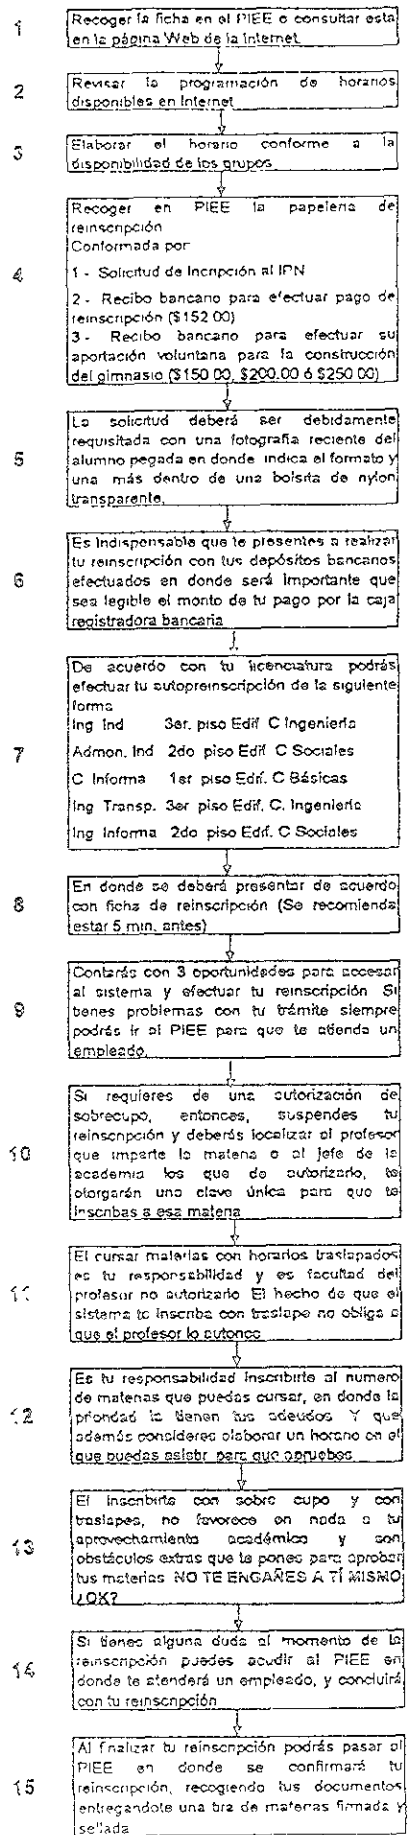 1
Recoger la ficha en el PIEE o consultar esta
en la página Web de la Internet.
2
Revisar la programación de horarios
disponibles en Internet
3
Elaborar el horario conforme a la
disponibilidad de los grupos
4
Recoger en PIEE la papeleria de
reinscripción
Conformada por
1 - Solicitud de Incripción al IPN
2 - Recibo bancano para efectuar pago de
reinscripción ($152 00)
3 - Recibo bancano para efectuar su
aportación voluntana para la construcción
del gimnasio ($150 00, $200.00 ó $250 00)
5
La solicitud deberá ser debidamente
requisitada con una fotografia reciente del
alumno pegada en donde indica el formato y
una más dentro de una bolsita de nylon
transparente,
6
Es Indispensable que te presentes a realizar
tu reinscripción con tus depósitos bancanos
efectuados en donde será Importante que
sea legible el monto de tu pago por la caja
registradora bancaria
7
De acuerdo con tu licenciatura podrás
efectuar tu autopreinscripción de la siguiente
forma
Ing Ind 3er. piso Edif C Ingeniería
Admon. Ind 2do piso Edif C Sociales
C Informa 1er piso Edif. C Básicas
Ing Transp. 3er piso Edif. C. Ingeniería
Ing Informa 2do piso Edif. C Sociales
8
En donde se deberá presentar de acuerdo
con ficha de reinscripción (Se recomienda
estar 5 min. antes)
9
Contarás con 3 oportunidades para accesar
al sistema y efectuar tu reinscripción Si
tienes problemas con tu trámite siempre
podrás ir al PIEE para que te atienda un
empleado.
10
Si requieres de una autorización de
sobrecupo, entonces, suspendes tu
reinscripción y deberás localizar al profesor
que imparte la matena o al jefe de la
academia los que de autorizarlo, te
otorgarán una clave única para que te
inscribas a esa matena
11
El cursar materias con horarios traslapados
es tu responsabilidad y es facultad del
profesor no autorizarlo El hecho de que el
sistema te inscriba con traslape no obliga a
que el profesor lo autonce
12
Es tu responsabilidad inscribirte al numero
de matenas que puedas cursar, en donde la
prioridad la tienen tus adeudos Y que
además consideres elaborar un horano en el
que puedas asistir para que apruebes
13
El inscribirte con sobre cupo y con
traslapes, no favorece en nada a tu
aprovechamiento académico y son
obstáculos extras que te pones para aprobar
tus materias NO TE ENGAÑES A TÍ MISMO
¿OK?
14
Si tienes alguna duda al momento de la
reinscripción puedes acudir al PIEE en
donde te atenderá un empleado, y concluirá
con tu reinscripción
15
Al finalizar tu reinscripción podrás pasar al
PIEE en donde se confirmará tu
reinscripción, recogiendo tus documentos
entregandote una tira de matenas firmada y
sellada